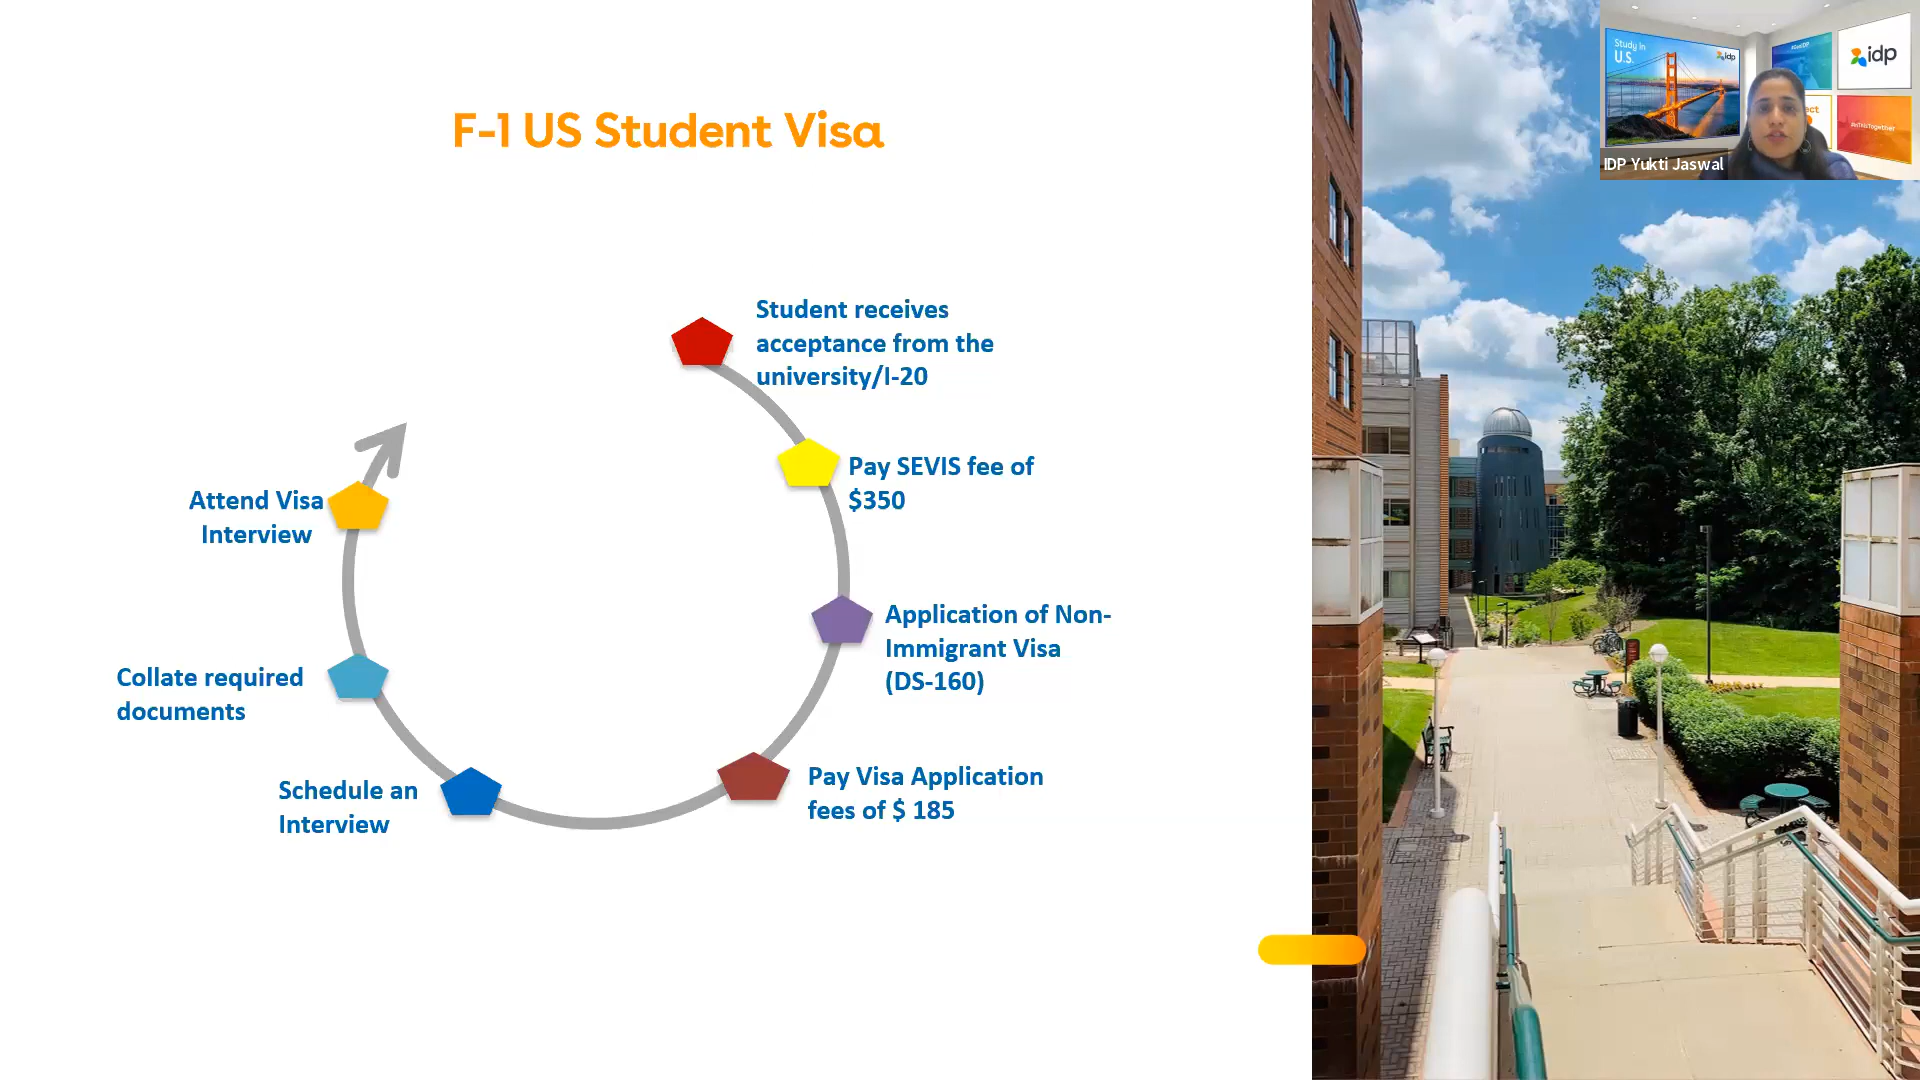 F-1 US Student Visa
Student receives
acceptance from the
university/I-20
Pay SEVIS fee of
$350
Application of Non-
Immigrant Visa
(DS-160)
Pay Visa Application
fees of $ 185
Schedule an
Interview
Collate required
documents
Attend Visa
Interview
Study In
U.S.
idp
idp
#InThisTogether
IDP Yukti Jaswal